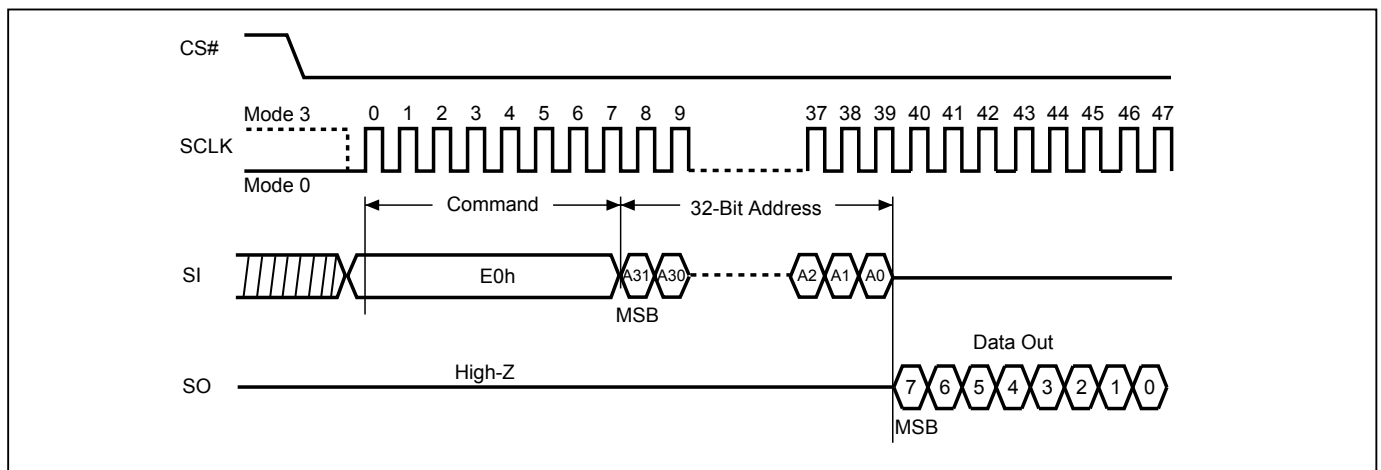 CS#
Mode 3
0 1 2 3 4 5 6 7 8 9 37 38 39 40 41 42 43 44 45 46 47
SCLK
Mode 0
Command 32-Bit Address
SI E0h A31 A30 A2 A1 A0
MSB
Data Out
High-Z
SO 7 6 5 4 3 2 1 0
MSB